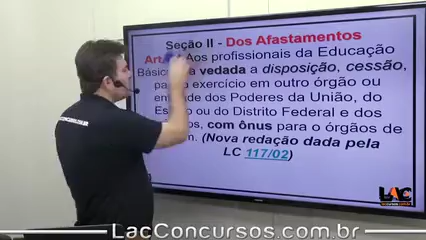 Seção II - Dos Afastamentos
Aos profissionais da Educação
vedada a disposição, cessão,
exercício em outro órgão ou
dos Poderes da União, do
ou do Distrito Federal e dos
com ônus para o órgãos de
(Nova redação dada pela
LC 117/02)
LAC
LacConcursos.com.br